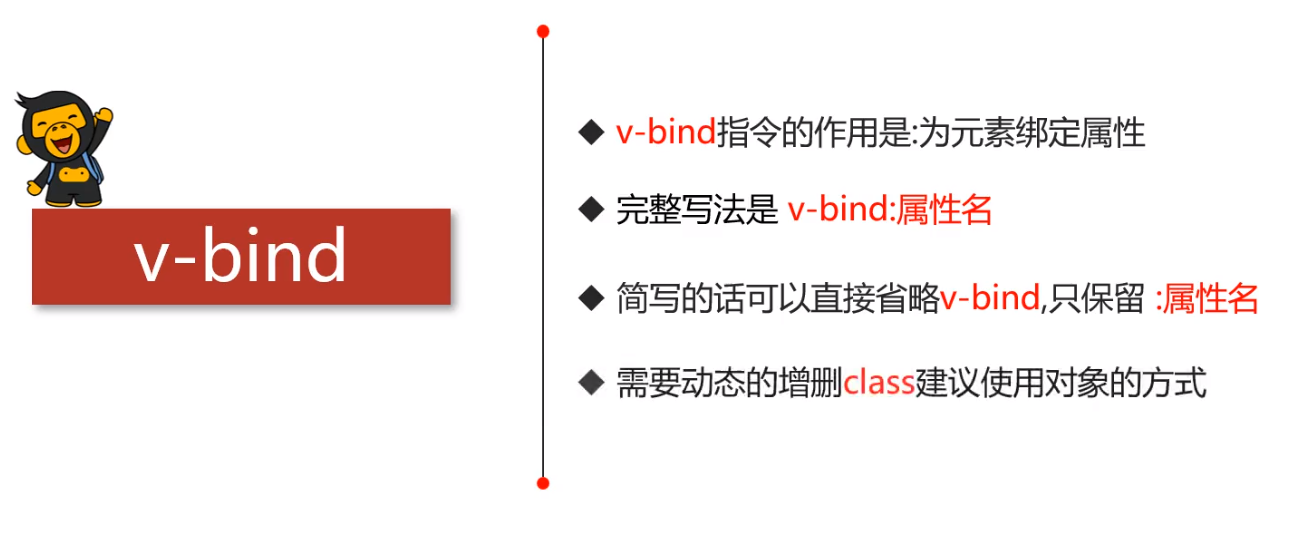 v-bind
v-bind指令的作用是:为元素绑定属性
完整写法是 v-bind:属性名
简写的话可以直接省略v-bind,只保留 :属性名
需要动态的增删class建议使用对象的方式